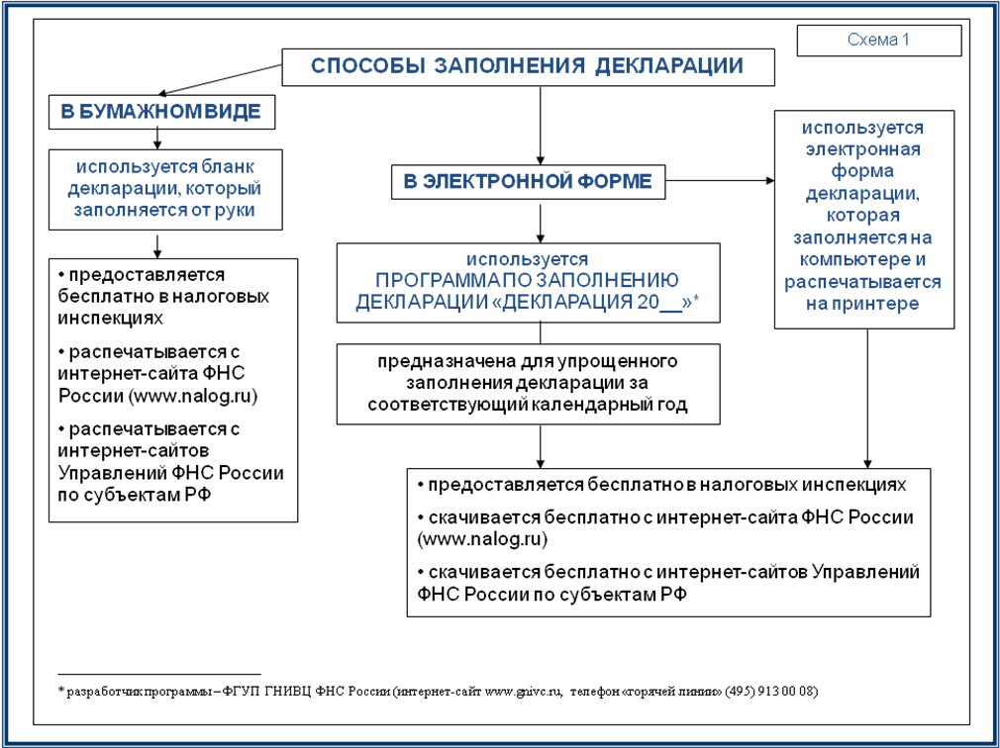 Схема 1
СПОСОБЫ ЗАПОЛНЕНИЯ ДЕКЛАРАЦИИ
В БУМАЖНОМ ВИДЕ
используется бланк
декларации, который
заполняется от руки
• предоставляется
бесплатно в налоговых
инспекциях
• распечатывается с
интернет-сайта ФНС
России (www.nalog.ru)
• распечатывается с
интернет-сайтов
Управлений ФНС России
по субъектам РФ
В ЭЛЕКТРОННОЙ ФОРМЕ
используется
ПРОГРАММА ПО ЗАПОЛНЕНИЮ
ДЕКЛАРАЦИИ «ДЕКЛАРАЦИЯ 20__»*
предназначена для упрощенного
заполнения декларации за
соответствующий календарный год
используется
электронная
форма
декларации,
которая
заполняется на
компьютере и
распечатывается
на принтере
• предоставляется бесплатно в налоговых инспекциях
• скачивается бесплатно с интернет-сайта ФНС России
(www.nalog.ru)
• скачивается бесплатно с интернет-сайтов Управлений
ФНС России по субъектам РФ
* разработчик программы – ФГУП ГНИВЦ ФНС России (интернет-сайт www.gnivc.ru, телефон «горячей линии» (495) 913 00 08)